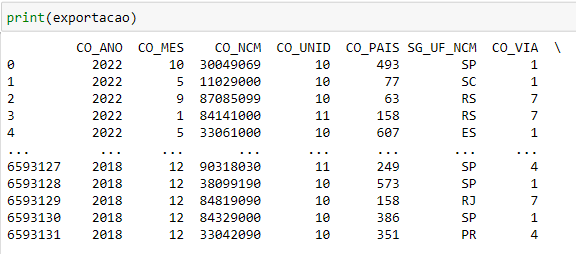 print(exportacao)
CO_ANO CO_MES CO_NCM CO_UNID CO_PAIS SG_UF_NCM CO_VIA \
0 2022 10 30049069 10 493 SP 1
1 2022 5 11029000 10 77 SC 1
2 2022 9 87085099 10 63 RS 7
3 2022 1 84141000 11 158 RS 7
4 2022 5 33061000 10 607 ES 1
... ... ... ... ... ... ... ...
6593127 2018 12 90318030 11 249 SP 4
6593128 2018 12 38099190 10 573 SP 1
6593129 2018 12 84819090 10 158 RJ 7
6593130 2018 12 84329000 10 386 SP 1
6593131 2018 12 33042090 10 351 PR 4